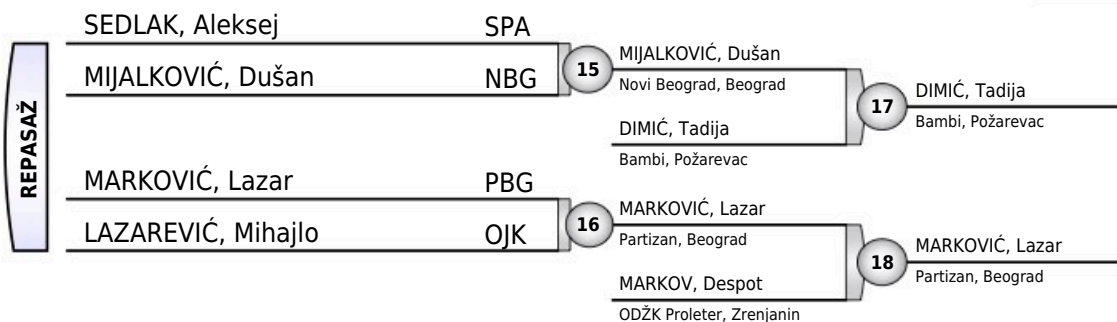 SEDLAK, Aleksej SPA
MIJALKOVIĆ, Dušan NBG
15
MIJALKOVIĆ, Dušan
Novi Beograd, Beograd
DIMIĆ, Tadija
Bambi, Požarevac
17
DIMIĆ, Tadija
Bambi, Požarevac
REPASAŽ
MARKOVIĆ, Lazar PBG
LAZAREVIĆ, Mihajlo OJK
16
MARKOVIĆ, Lazar
Partizan, Beograd
MARKOV, Despot
ODŽK Proleter, Zrenjanin
18
MARKOVIĆ, Lazar
Partizan, Beograd